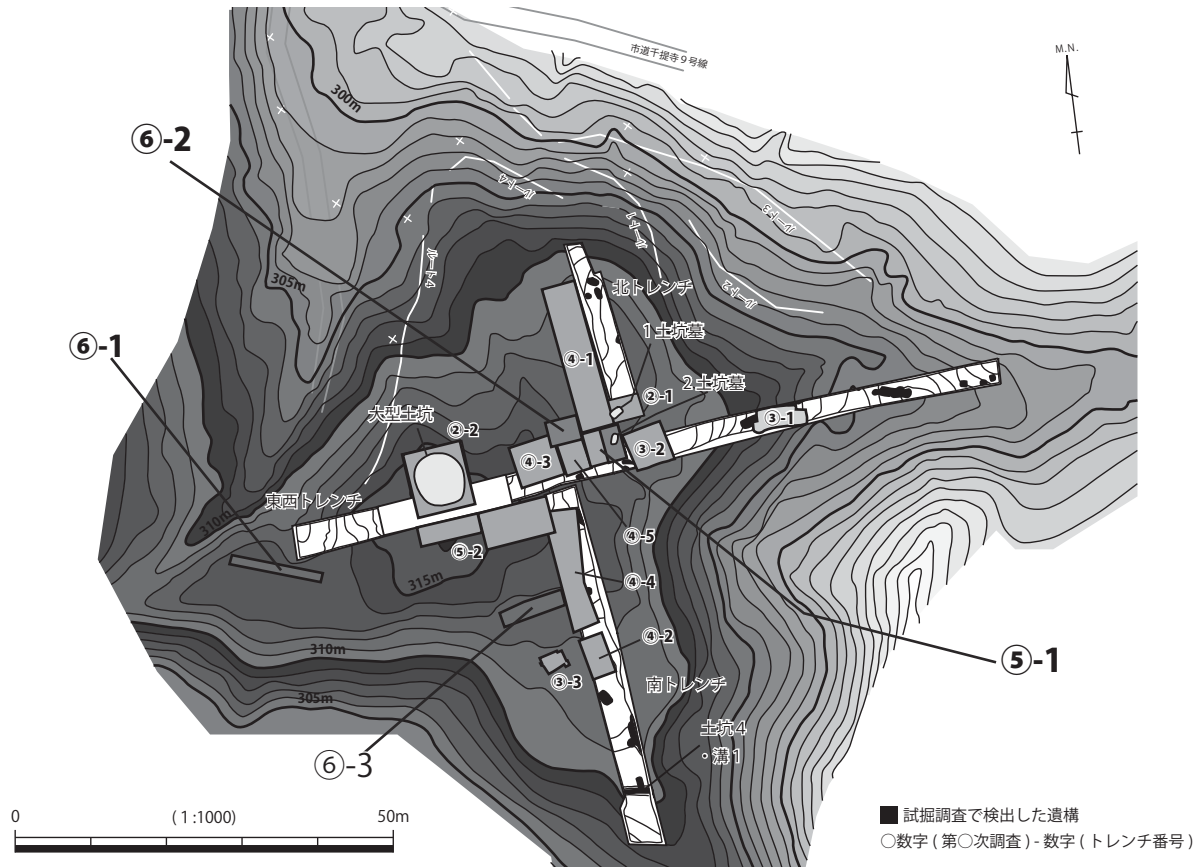 市道千提寺9号線
M.N.
300m
⑥-2
ルート4
ルート1
ルート3
305m
北トレンチ
ルート4
ルート2
⑥-1
1土坑墓
④-1
2土坑墓
②-1
大型土坑
②-2
③-1
④-3
③-2
東西トレンチ
310m
④-5
⑤-2
315m
④-4
④-2
310m
⑤-1
③-3
南トレンチ
305m
土坑4
・溝1
⑥-3
0 (1:1000) 50m
■ 試掘調査で検出した遺構
○数字(第○次調査)-数字(トレンチ番号)